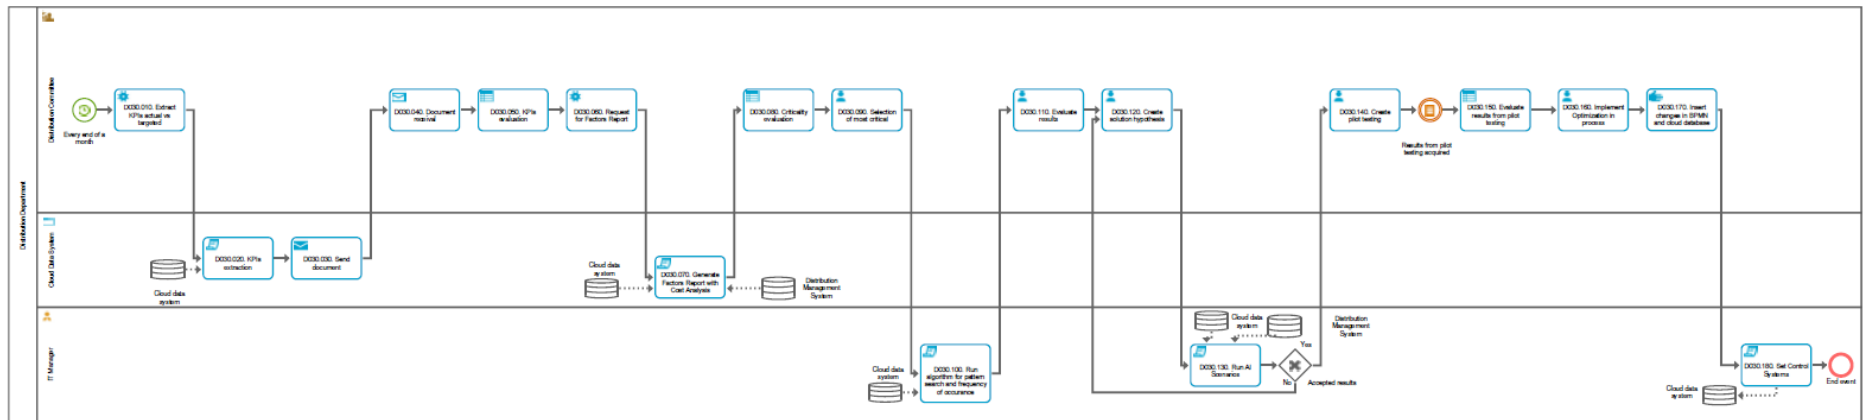 Distribution Department
Distribution Committee
Every end of a
month
D030.010. Extract
KPIs actual vs
targeted
D030.040. Document
receival
D030.050. KPIs
evaluation
D030.060. Request
for Factors Report
D030.080. Criticality
evaluation
D030.090. Selection
of most critical
D030.110. Evaluate
results
D030.120. Create
solution hypothesis
D030.140. Create
pilot testing
Results from pilot
testing acquired
D030.150. Evaluate
results from pilot
testing
D030.160. Implement
Optimization in
process
D030.170. Insert
changes in BPMN
and cloud database
Cloud Data System
D030.020. KPIs
extraction
Cloud data
system
D030.030. Send
document
Cloud data
system
D030.070. Generate
Factors Report with
Cost Analysis
Distribution
Management
System
IT Manager
Cloud data
system
D030.100. Run
algorithm for pattern
search and frequency
of occurance
Cloud data
system
Distribution
Management
System
D030.130. Run AI
Scenarios
Yes
No
Accepted results
D030.180. Set Control
Systems
Cloud data
system
End event